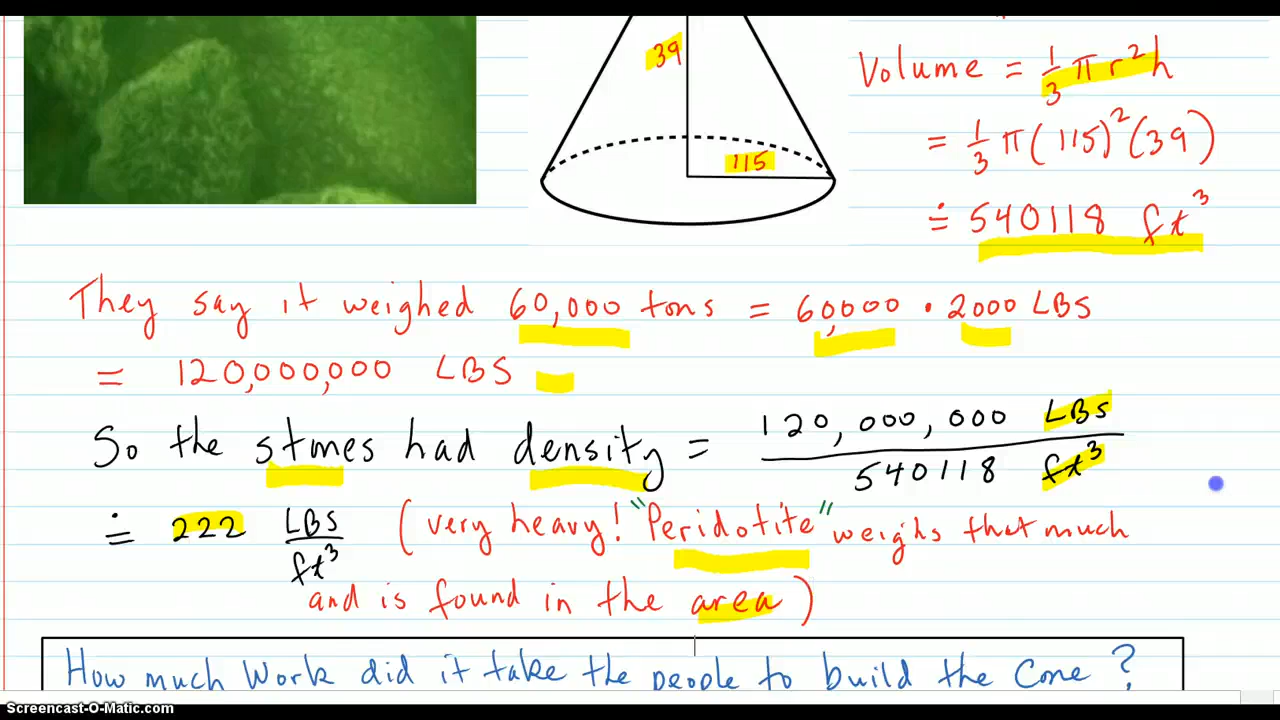 39
115
Volume = 1/3 π r²h
= 1/3 π(115)²(39)
≐ 540118 ft³
They say it weighed 60,000 tons = 60,000 · 2000 LBS
= 120,000,000 LBS
So the stones had density = 120,000,000 LBs / 540118 ft³
≐ 222 LBS/ft³ (very heavy! "Peridotite" weighs that much
and is found in the area)
How much work did it take the people to build the Cone?
Screencast-O-Matic.com